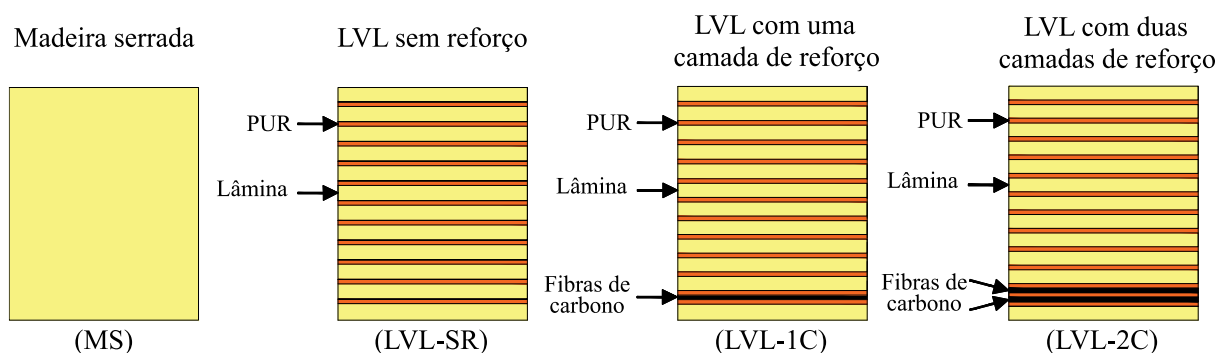 Madeira serrada
(MS)
LVL sem reforço
PUR
Lâmina
(LVL-SR)
LVL com uma
camada de reforço
PUR
Lâmina
Fibras de
carbono
(LVL-1C)
LVL com duas
camadas de reforço
PUR
Lâmina
Fibras de
carbono
(LVL-2C)